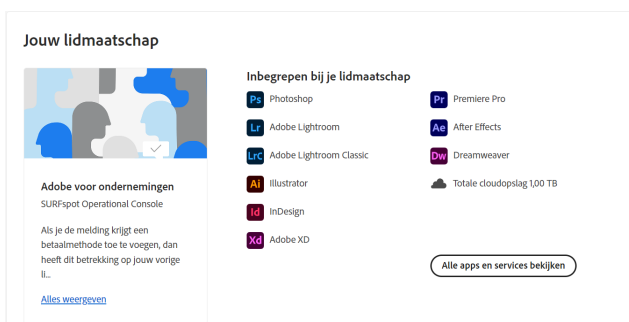 Jouw lidmaatschap
Adobe voor ondernemingen
SURFspot Operational Console
Als je de melding krijgt een
betaalmethode toe te voegen, dan
heeft dit betrekking op jouw vorige
li...
Alles weergeven
Inbegrepen bij je lidmaatschap
Ps Photoshop
Lr Adobe Lightroom
LrC Adobe Lightroom Classic
Ai Illustrator
Id InDesign
Xd Adobe XD
Pr Premiere Pro
Ae After Effects
Dw Dreamweaver
Totale cloudopslag 1,00 TB
Alle apps en services bekijken